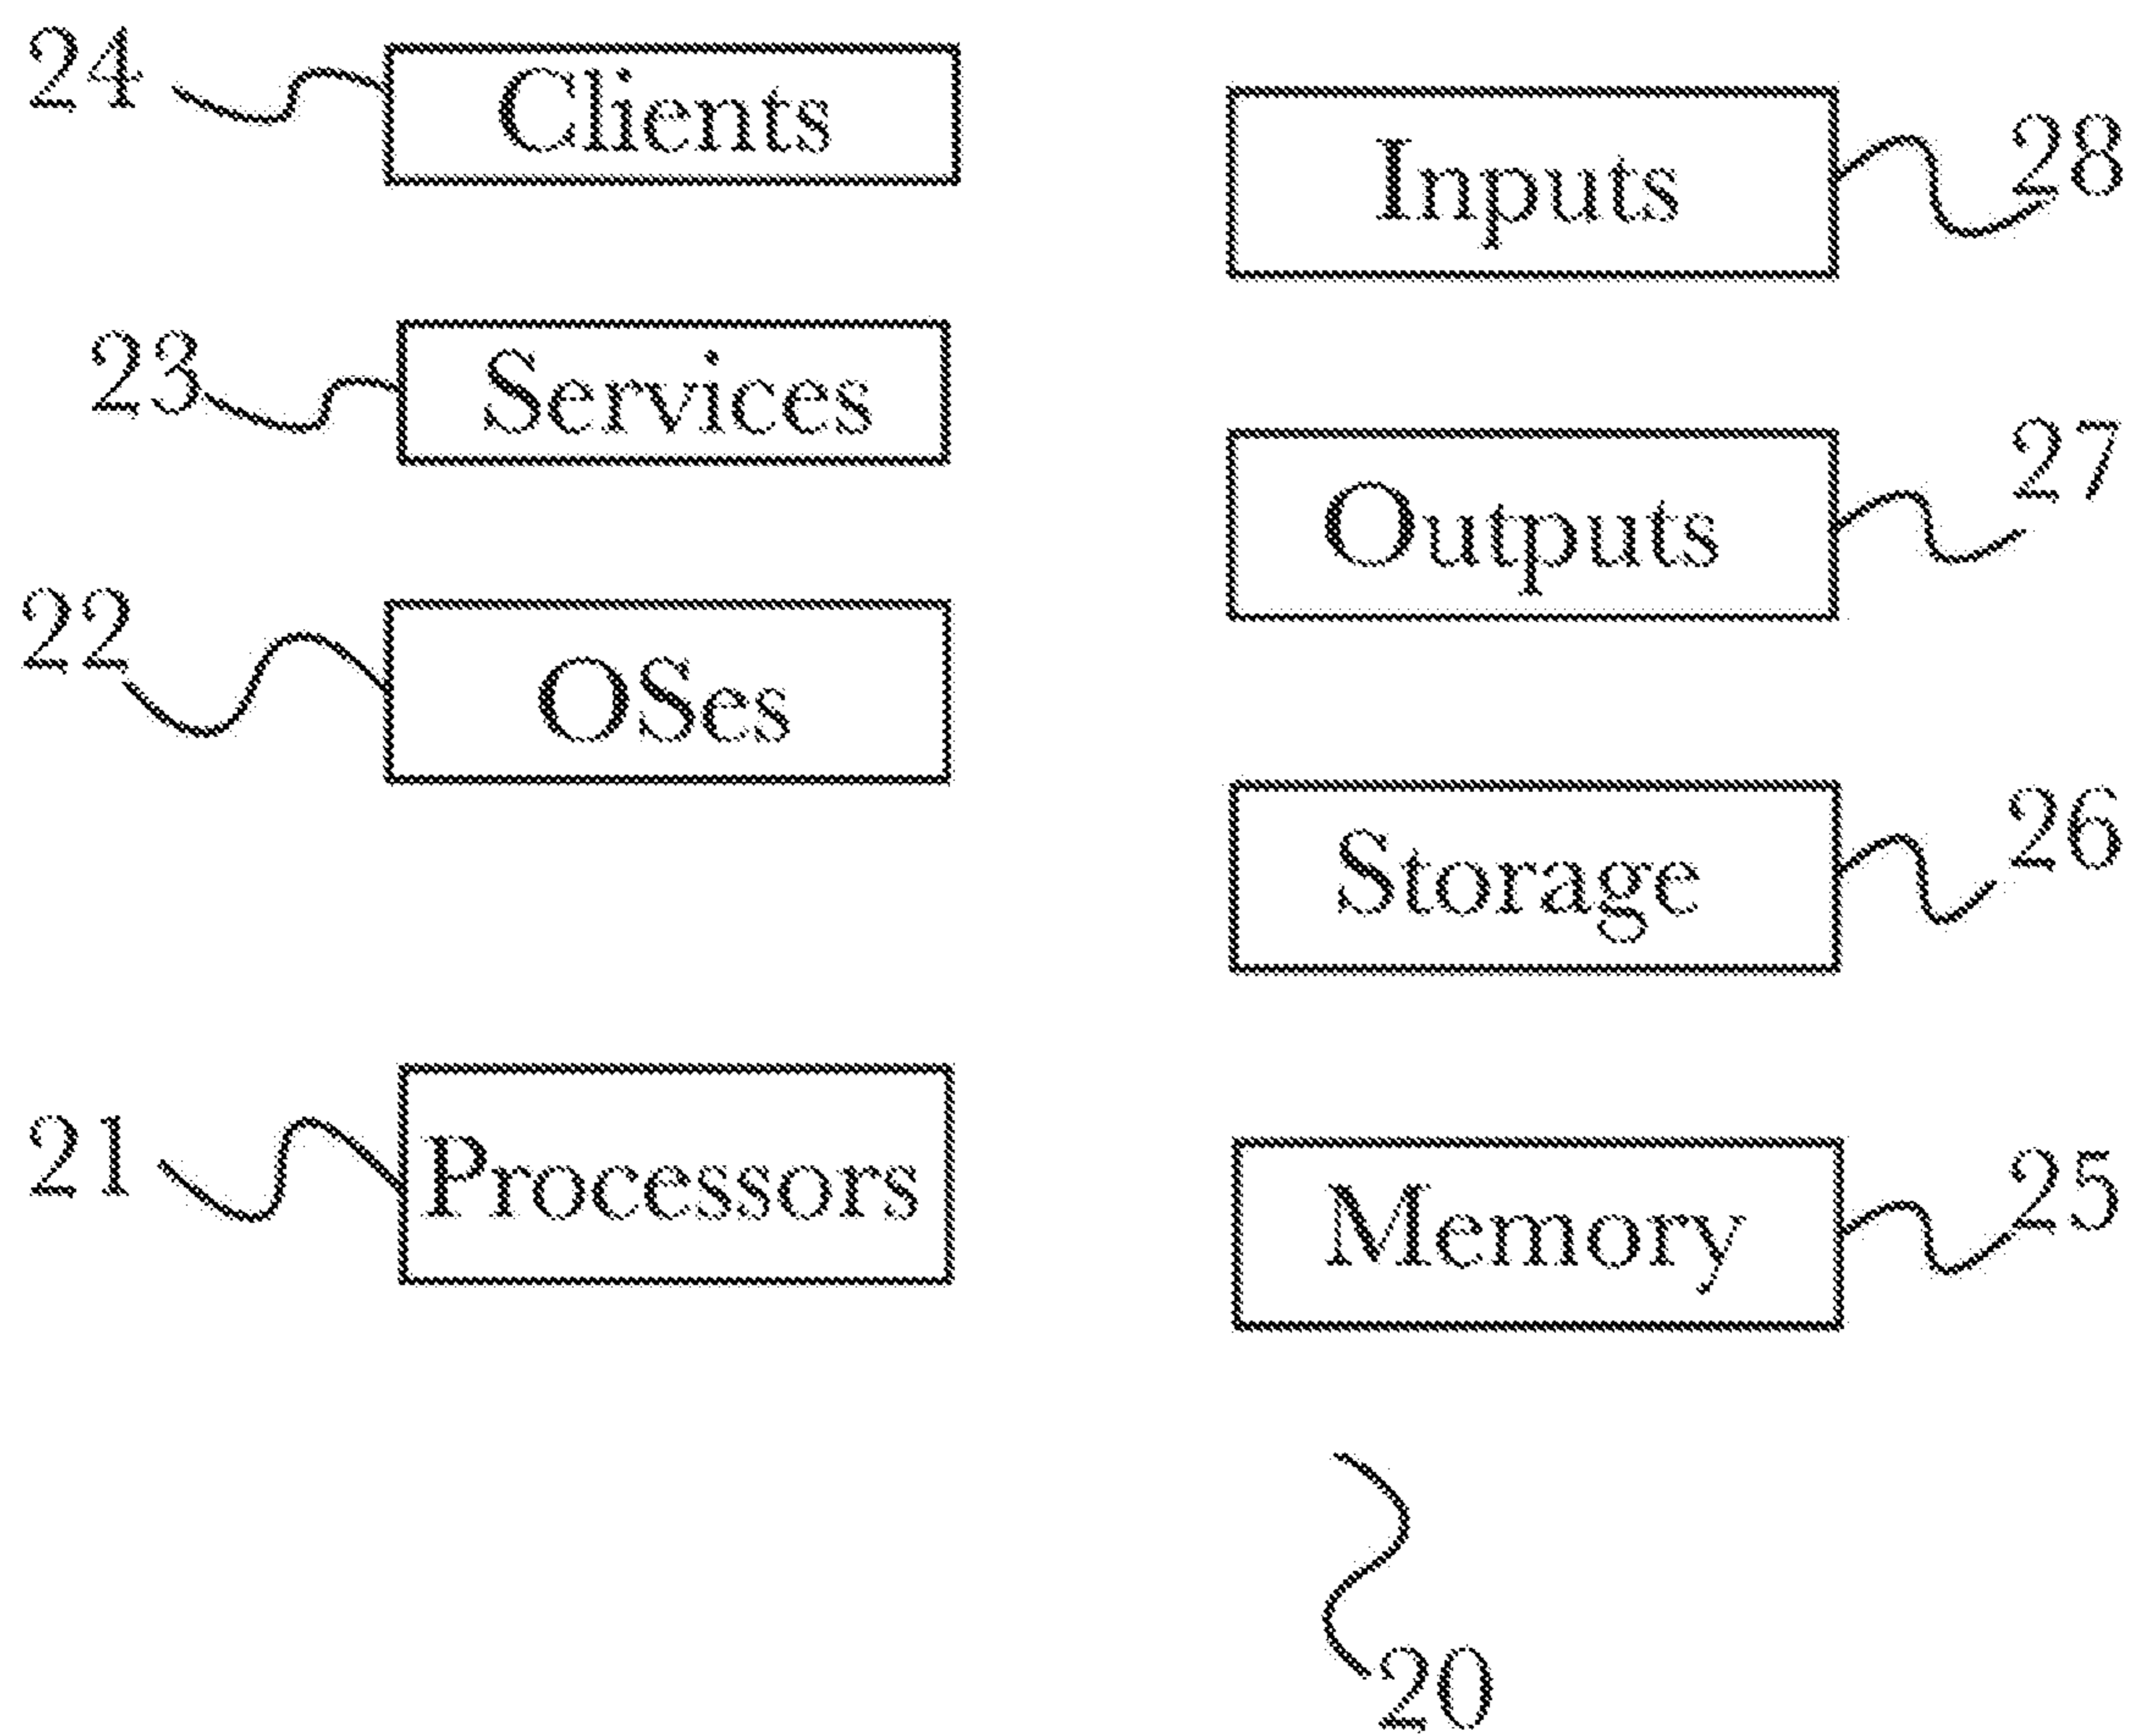 24
Clients
23
Services
22
OSes
21
Processors
Inputs
28
Outputs
27
Storage
26
Memory
25
20